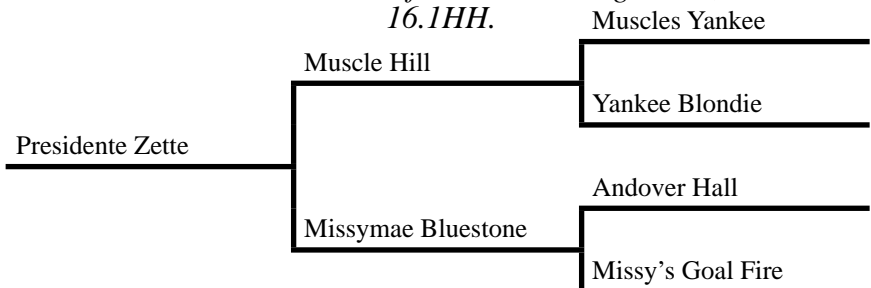 16.1HH.
Muscles Yankee
Muscle Hill
Yankee Blondie
Presidente Zette
Andover Hall
Missymae Bluestone
Missy's Goal Fire